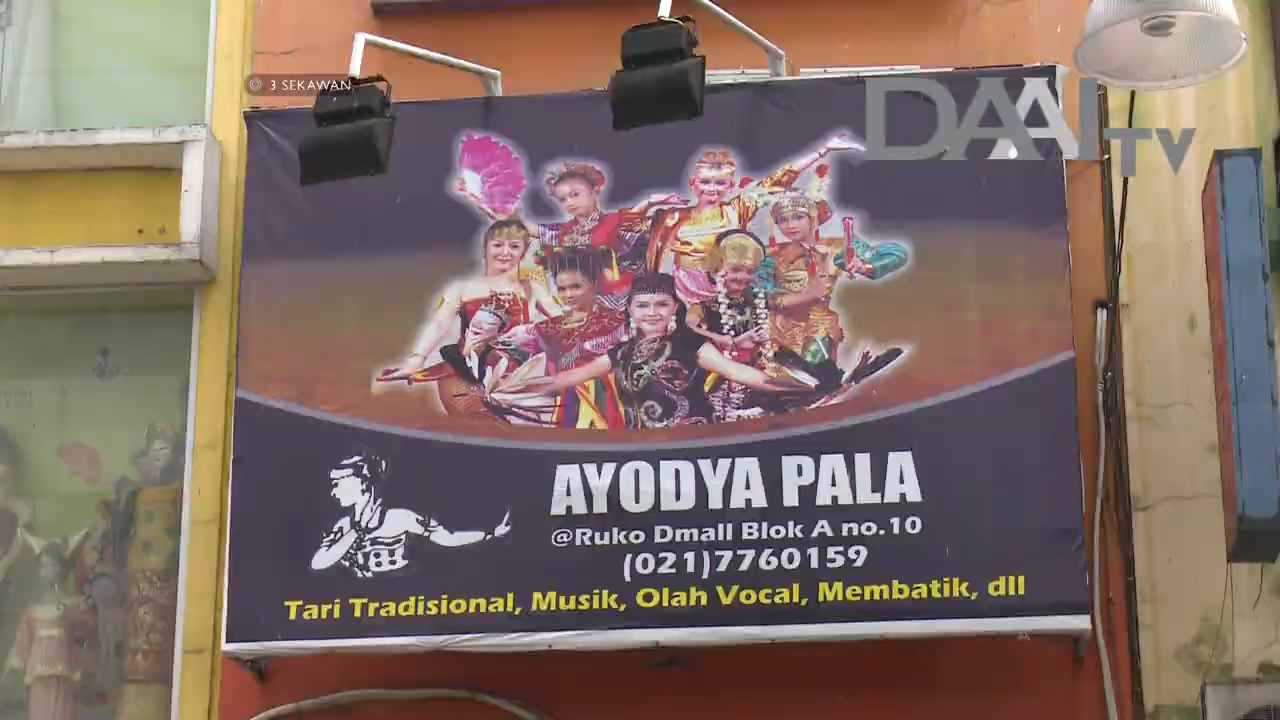 © 3 SEKAWAN
DAAI TV
AYODYA PALA
@Ruko Dmall Blok A no.10
(021)7760159
Tari Tradisional, Musik, Olah Vocal, Membatik, dll